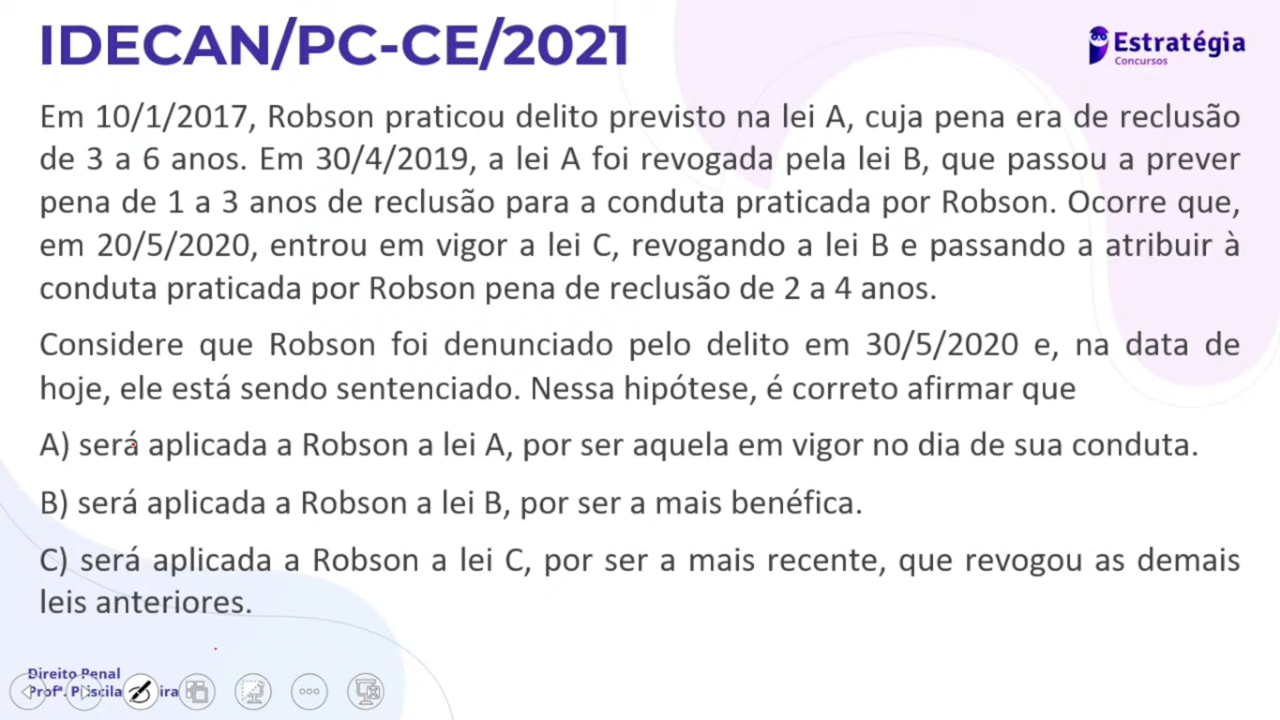 IDECAN/PC-CE/2021
Estratégia
Concursos
Em 10/1/2017, Robson praticou delito previsto na lei A, cuja pena era de reclusão
de 3 a 6 anos. Em 30/4/2019, a lei A foi revogada pela lei B, que passou a prever
pena de 1 a 3 anos de reclusão para a conduta praticada por Robson. Ocorre que,
em 20/5/2020, entrou em vigor a lei C, revogando a lei B e passando a atribuir à
conduta praticada por Robson pena de reclusão de 2 a 4 anos.
Considere que Robson foi denunciado pelo delito em 30/5/2020 e, na data de
hoje, ele está sendo sentenciado. Nessa hipótese, é correto afirmar que
A) será aplicada a Robson a lei A, por ser aquela em vigor no dia de sua conduta.
B) será aplicada a Robson a lei B, por ser a mais benéfica.
C) será aplicada a Robson a lei C, por ser a mais recente, que revogou as demais
leis anteriores.
Direito Penal
Profª. Priscila